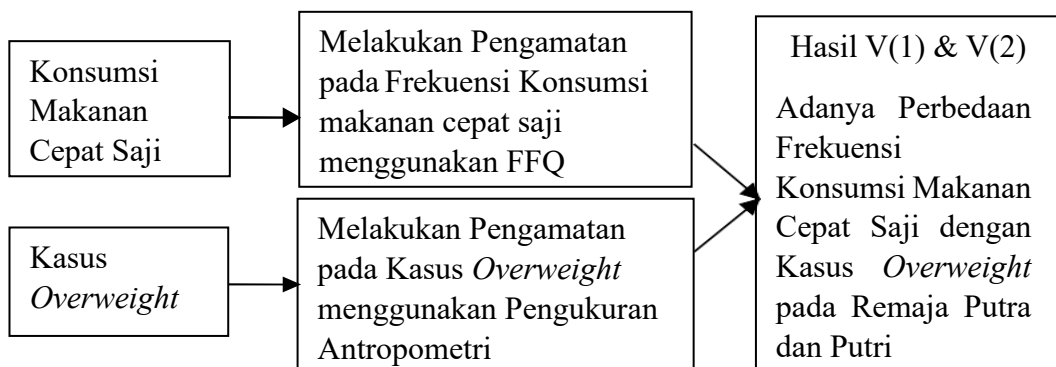 Konsumsi
Makanan
Cepat Saji
Melakukan Pengamatan
pada Frekuensi Konsumsi
makanan cepat saji
menggunakan FFQ
Kasus
Overweight
Melakukan Pengamatan
pada Kasus Overweight
menggunakan Pengukuran
Antropometri
Hasil V(1) & V(2)
Adanya Perbedaan
Frekuensi
Konsumsi Makanan
Cepat Saji dengan
Kasus Overweight
pada Remaja Putra
dan Putri